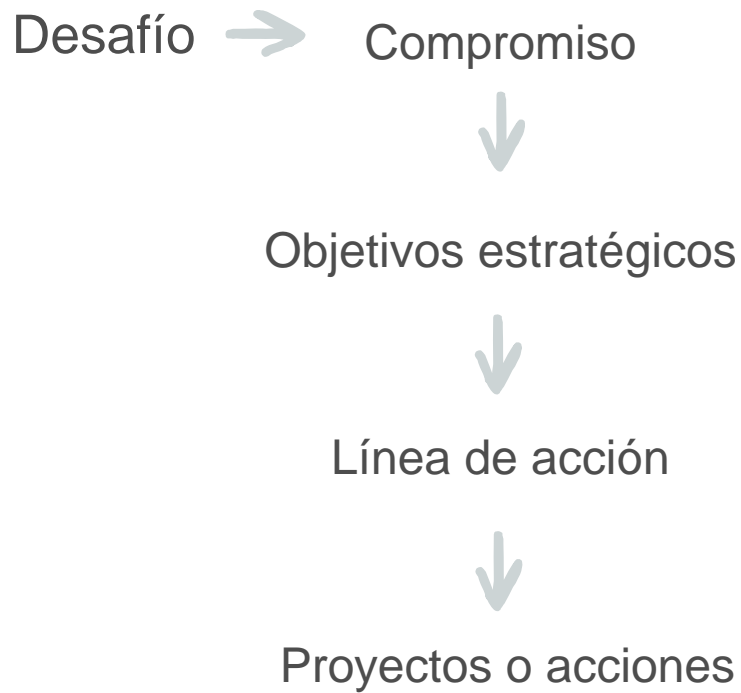 Desafío
Compromiso
Objetivos estratégicos
Línea de acción
Proyectos o acciones